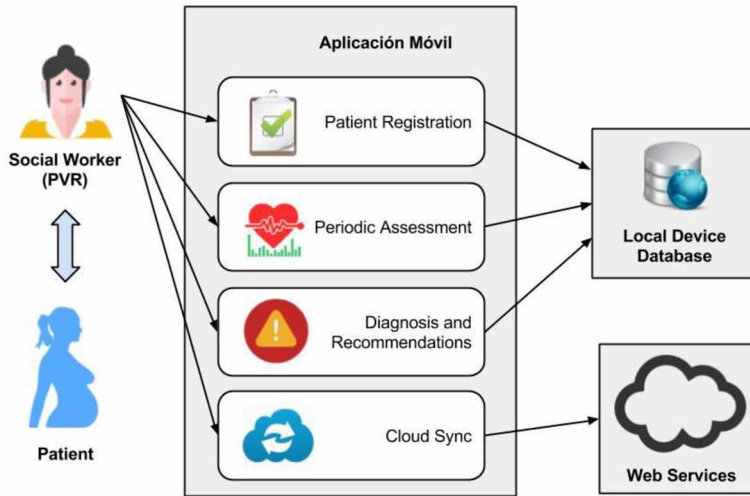 Aplicación Móvil
Social Worker
(PVR)
Patient
Patient Registration
Periodic Assessment
Diagnosis and
Recommendations
Cloud Sync
Local Device
Database
Web Services